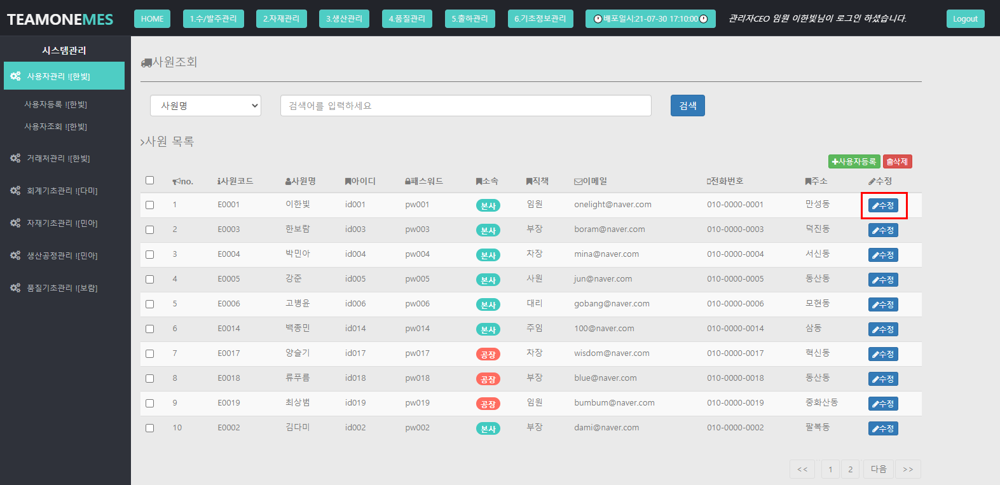 TEAMONEMES HOME 1.수/발주관리 2.자재관리 3.생산관리 4.품질관리 5.출하관리 6.기초정보관리 배포일시:21-07-30 17:10:00 관리자CEO 임원 이한빛님이 로그인 하셨습니다. Logout
시스템관리
사용자관리 ![한빛]
사용자등록 ![한빛]
사용자조회 ![한빛]
거래처관리 ![한빛]
회계기초관리 ![다미]
자재기초관리 ![민아]
생산공정관리 ![민아]
품질기초관리 ![보람]
사원조회
사원명 검색어를 입력하세요 검색
사원 목록
사용자등록 삭제
no. 사원코드 사원명 아이디 패스워드 소속 직책 이메일 전화번호 주소 수정
1 E0001 이한빛 id001 pw001 본사 임원 onelight@naver.com 010-0000-0001 만성동 수정
2 E0003 한보람 id003 pw003 본사 부장 boram@naver.com 010-0000-0003 덕진동 수정
3 E0004 박민아 id004 pw004 본사 차장 mina@naver.com 010-0000-0004 서신동 수정
4 E0005 강준 id005 pw005 본사 사원 jun@naver.com 010-0000-0005 동산동 수정
5 E0006 고병윤 id006 pw006 본사 대리 gobang@naver.com 010-0000-0006 모현동 수정
6 E0014 백종민 id014 pw014 본사 주임 100@naver.com 010-0000-0014 삼동 수정
7 E0017 양슬기 id017 pw017 공장 차장 wisdom@naver.com 010-0000-0017 혁신동 수정
8 E0018 류푸름 id018 pw018 공장 부장 blue@naver.com 010-0000-0018 동산동 수정
9 E0019 최상범 id019 pw019 공장 임원 bumbum@naver.com 010-0000-0019 중화산동 수정
10 E0002 김다미 id002 pw002 본사 부장 dami@naver.com 010-0000-0002 팔복동 수정
<< 1 2 다음 >>